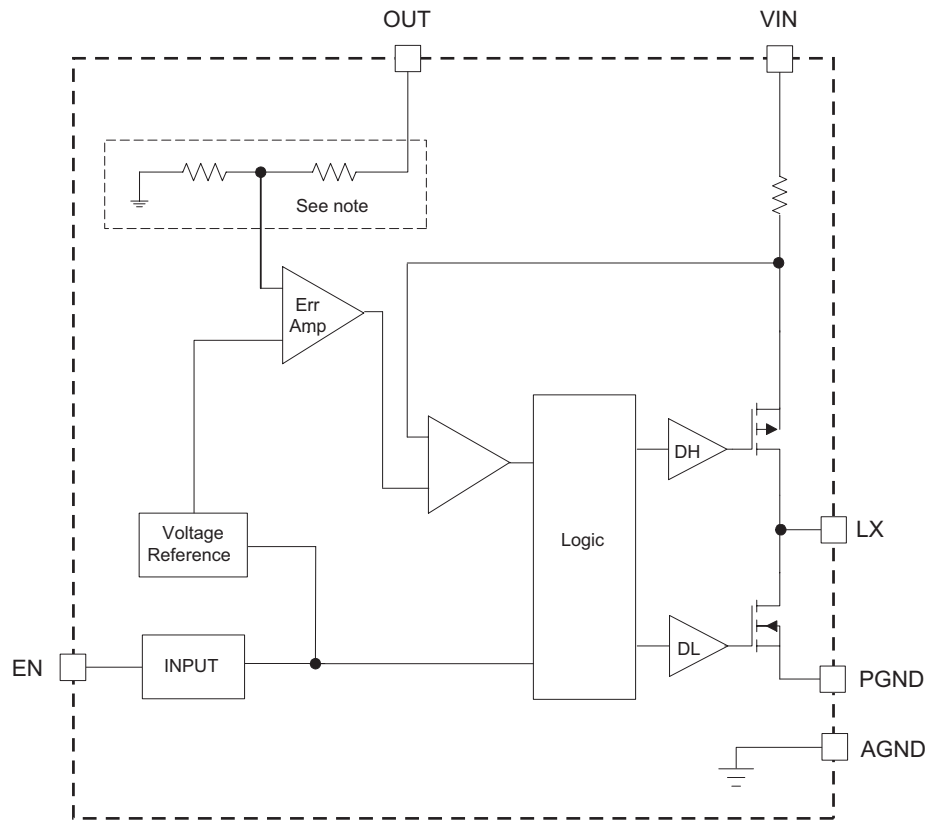 OUT
VIN
See note
Err
Amp
DH
Voltage
Reference
Logic
LX
EN
INPUT
DL
PGND
AGND